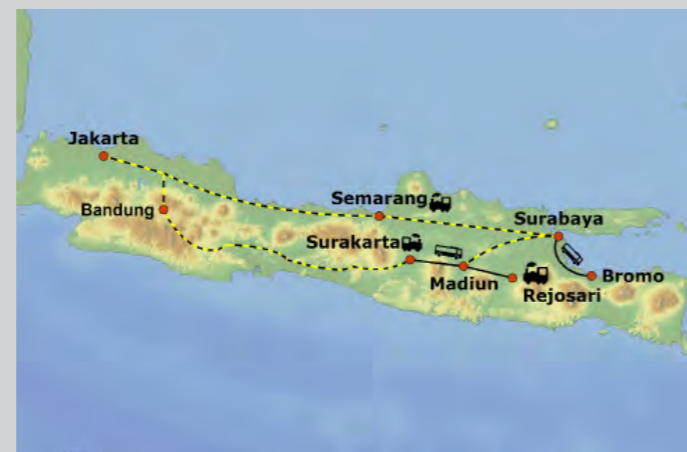 Jakarta
Bandung
Semarang
Surakarta
Surabaya
Madiun
Rejosari
Bromo